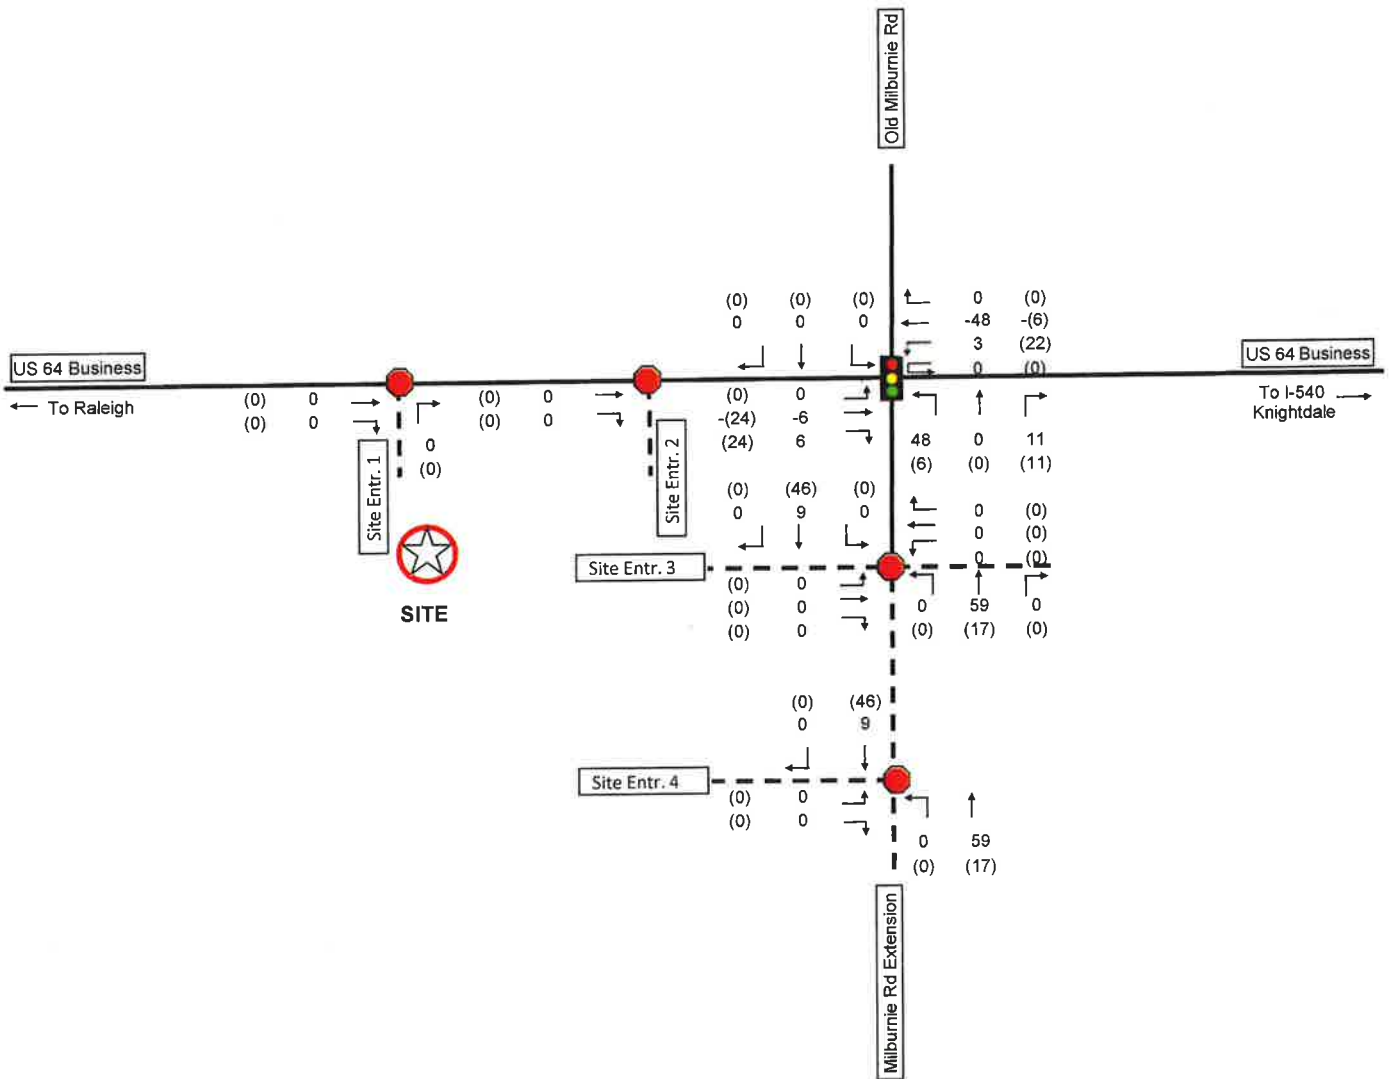 Old Milburnie Rd
(0) (0) (0)
0 0 0
0 (0)
-48 -(6)
3 (22)
0 (0)
US 64 Business
To Raleigh
US 64 Business
To I-540
Knightdale
(0) 0
(0) 0
0
(0)
(0) 0
(0) 0
(0) 0
-(24) -6
(24) 6
48 0 11
(6) (0) (11)
Site Entr. 1
Site Entr. 2
SITE
(0) (46) (0)
0 9 0
0 (0)
0 (0)
0 (0)
Site Entr. 3
(0) 0
(0) 0
(0) 0
0 59 0
(0) (17) (0)
(0) (46)
0 9
Site Entr. 4
(0) 0
(0) 0
0 59
(0) (17)
Milburnie Rd Extension